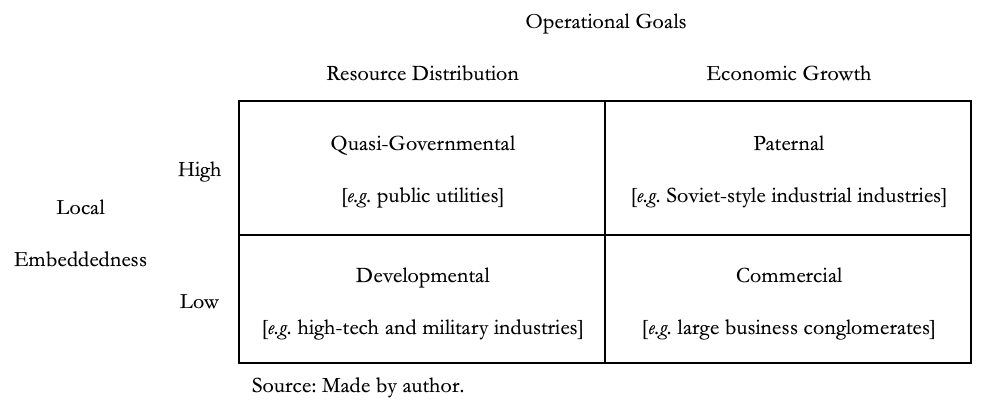 Operational Goals
Resource Distribution Economic Growth
Quasi-Governmental Paternal
High
[e.g. public utilities] [e.g. Soviet-style industrial industries]
Local
Embeddedness
Developmental Commercial
Low
[e.g. high-tech and military industries] [e.g. large business conglomerates]
Source: Made by author.